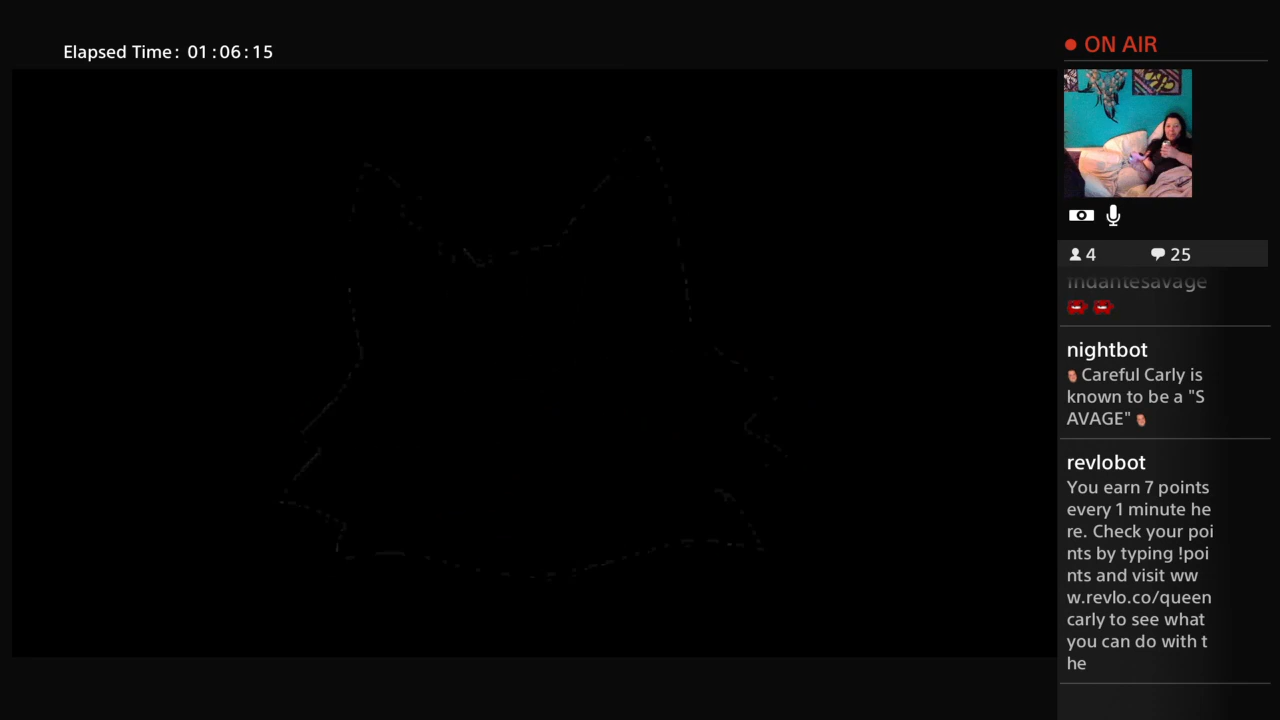 Elapsed Time: 01:06:15
ON AIR
4 25
mdantesavage
nightbot
Careful Carly is
known to be a "S
AVAGE"
revlobot
You earn 7 points
every 1 minute he
re. Check your poi
nts by typing !poi
nts and visit ww
w.revlo.co/queen
carly to see what
you can do with t
he